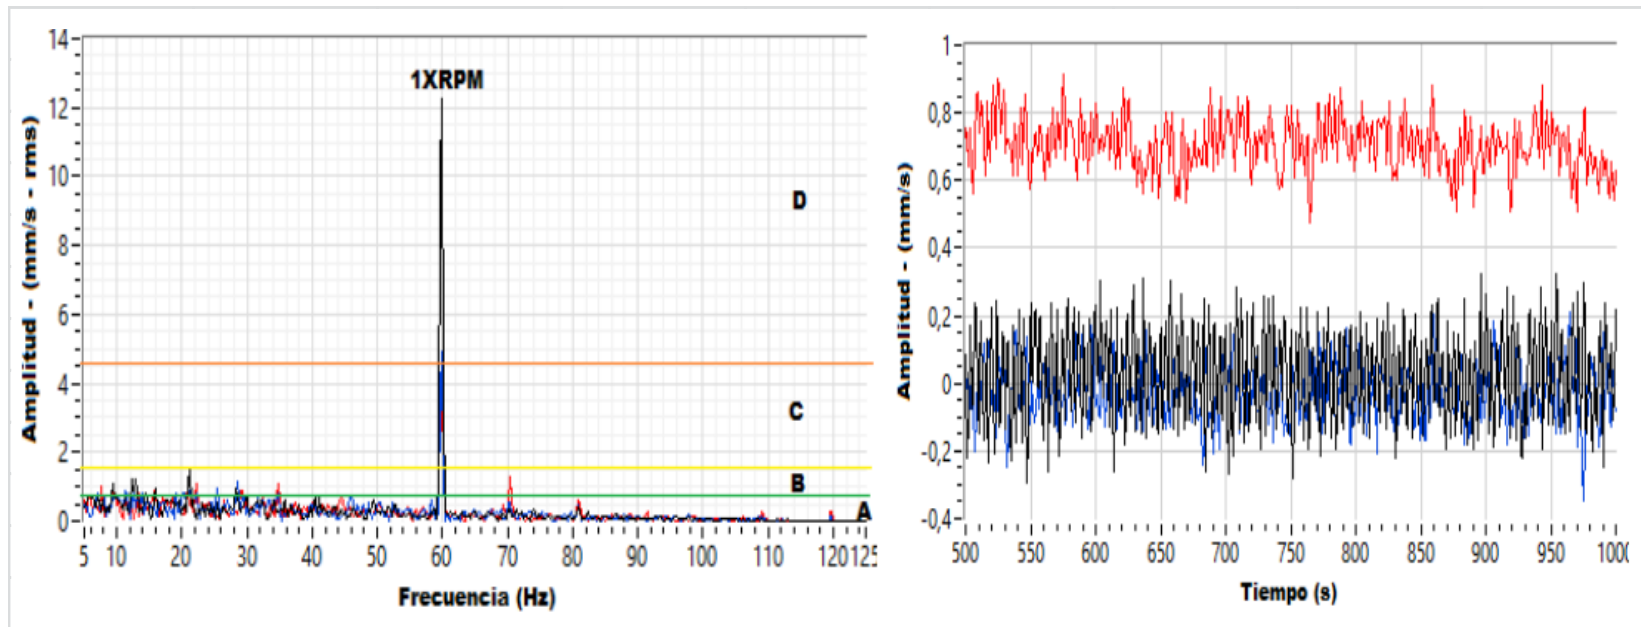 14
12
10
8
6
4
2
0
Amplitud - (mm/s - rms)
1XRPM
D
C
B
A
5 10 20 30 40 50 60 70 80 90 100 110 120 125
Frecuencia (Hz)
1
0,8
0,6
0,4
0,2
0
-0,2
-0,4
Amplitud - (mm/s)
500 550 600 650 700 750 800 850 900 950 1000
Tiempo (s)